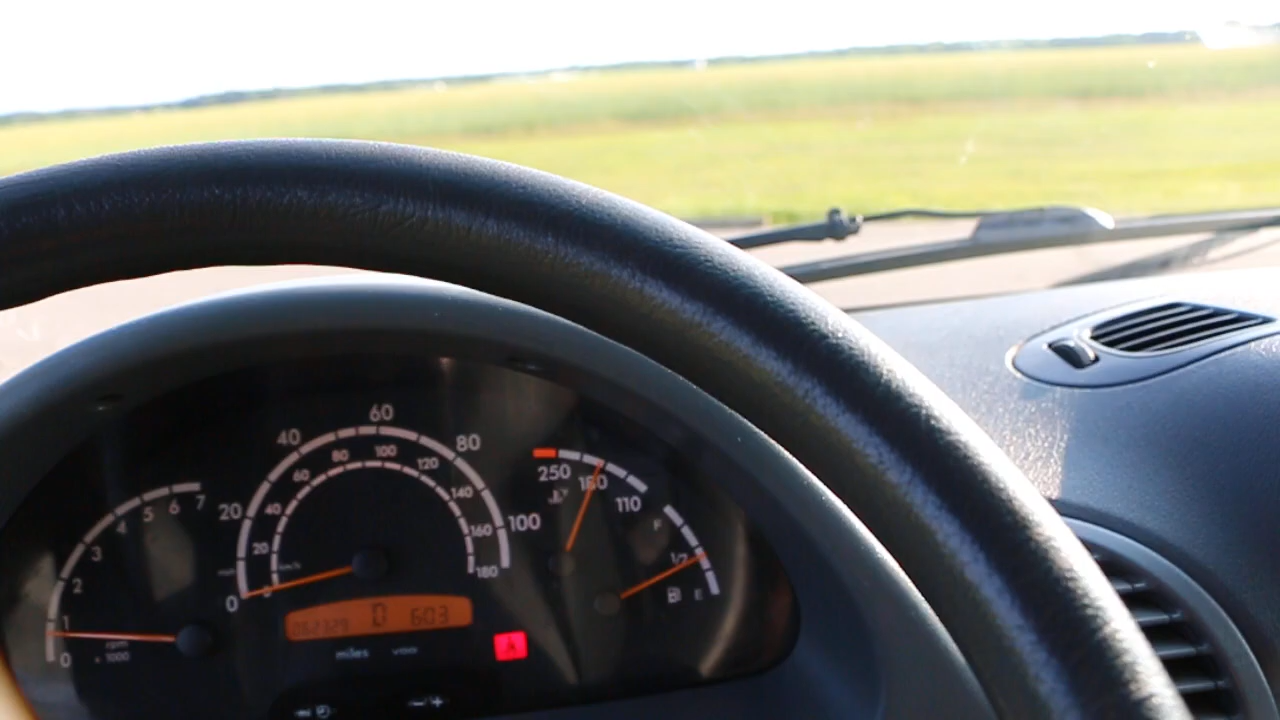 0 1 2 3 4 5 6 7
rpm
x 1000
0 20 40 60 80 100
20 40 60 80 100 120 140 160 180
D 603
miles
250 180 110
F 1/2 E
A